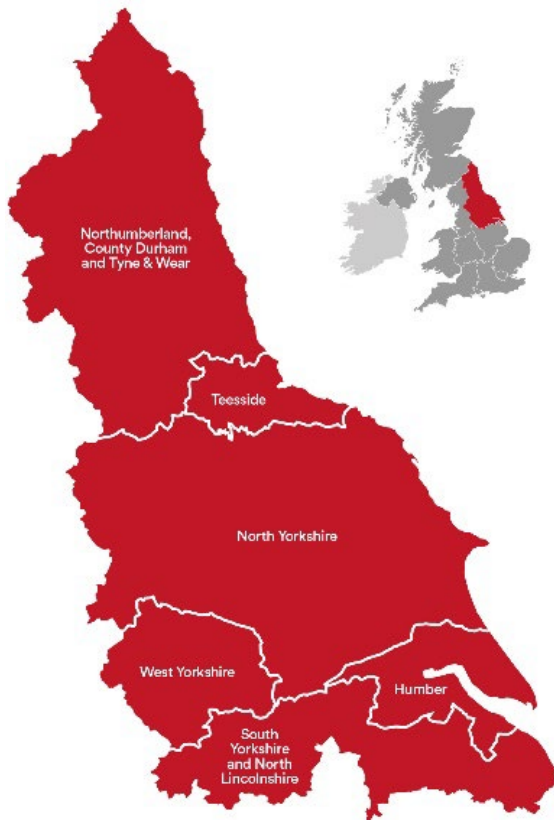 Northumberland,
County Durham
and Tyne & Wear
Teesside
North Yorkshire
West Yorkshire
Humber
South
Yorkshire
and North
Lincolnshire